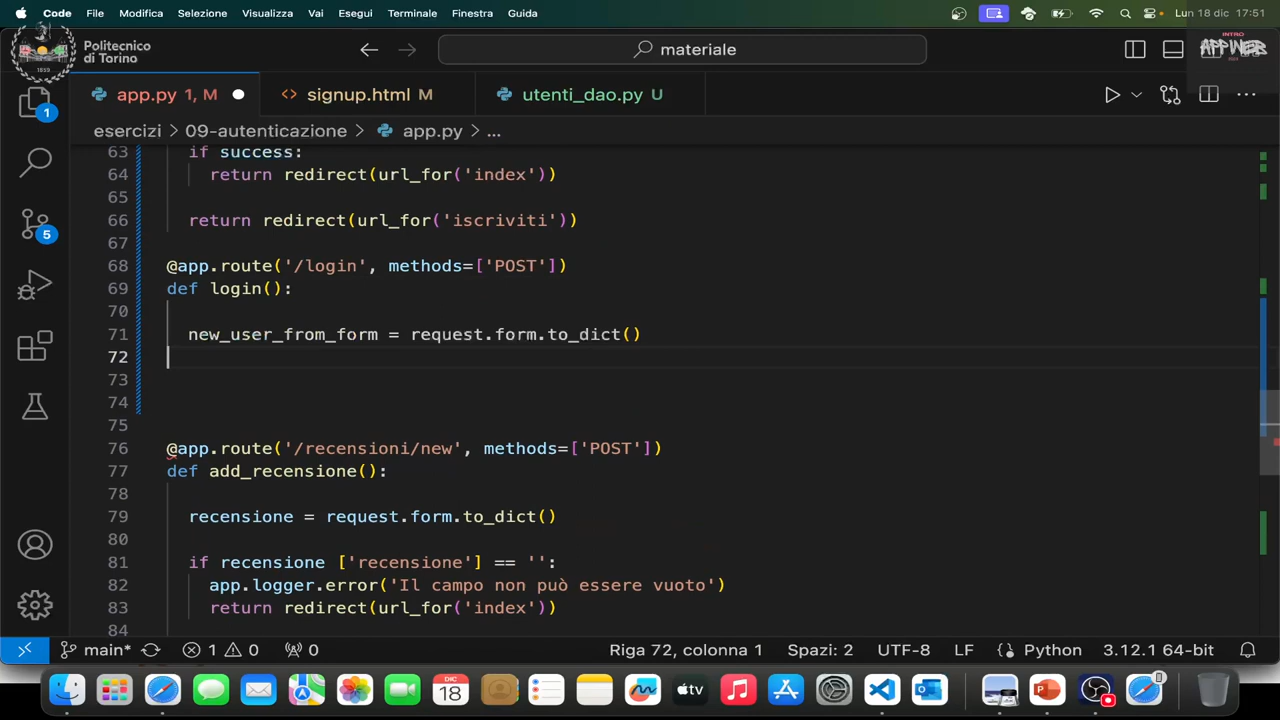 Code File Modifica Selezione Visualizza Vai Esegui Terminale Finestra Guida Lun 18 dic 17:51
Politecnico
di Torino
1859
materiale
INTRO
APPWEB
app.py 1, M signup.html M utenti_dao.py U
esercizi > 09-autenticazione > app.py > ...
1
5
63 if success:
64 return redirect(url_for('index'))
65
66 return redirect(url_for('iscriviti'))
67
68 @app.route('/login', methods=['POST'])
69 def login():
70
71 new_user_from_form = request.form.to_dict()
72
73
74
75
76 @app.route('/recensioni/new', methods=['POST'])
77 def add_recensione():
78
79 recensione = request.form.to_dict()
80
81 if recensione ['recensione'] == '':
82 app.logger.error('Il campo non può essere vuoto')
83 return redirect(url_for('index'))
84
main* 1 0 0 Riga 72, colonna 1 Spazi: 2 UTF-8 LF Python 3.12.1 64-bit
DIC
18
tv